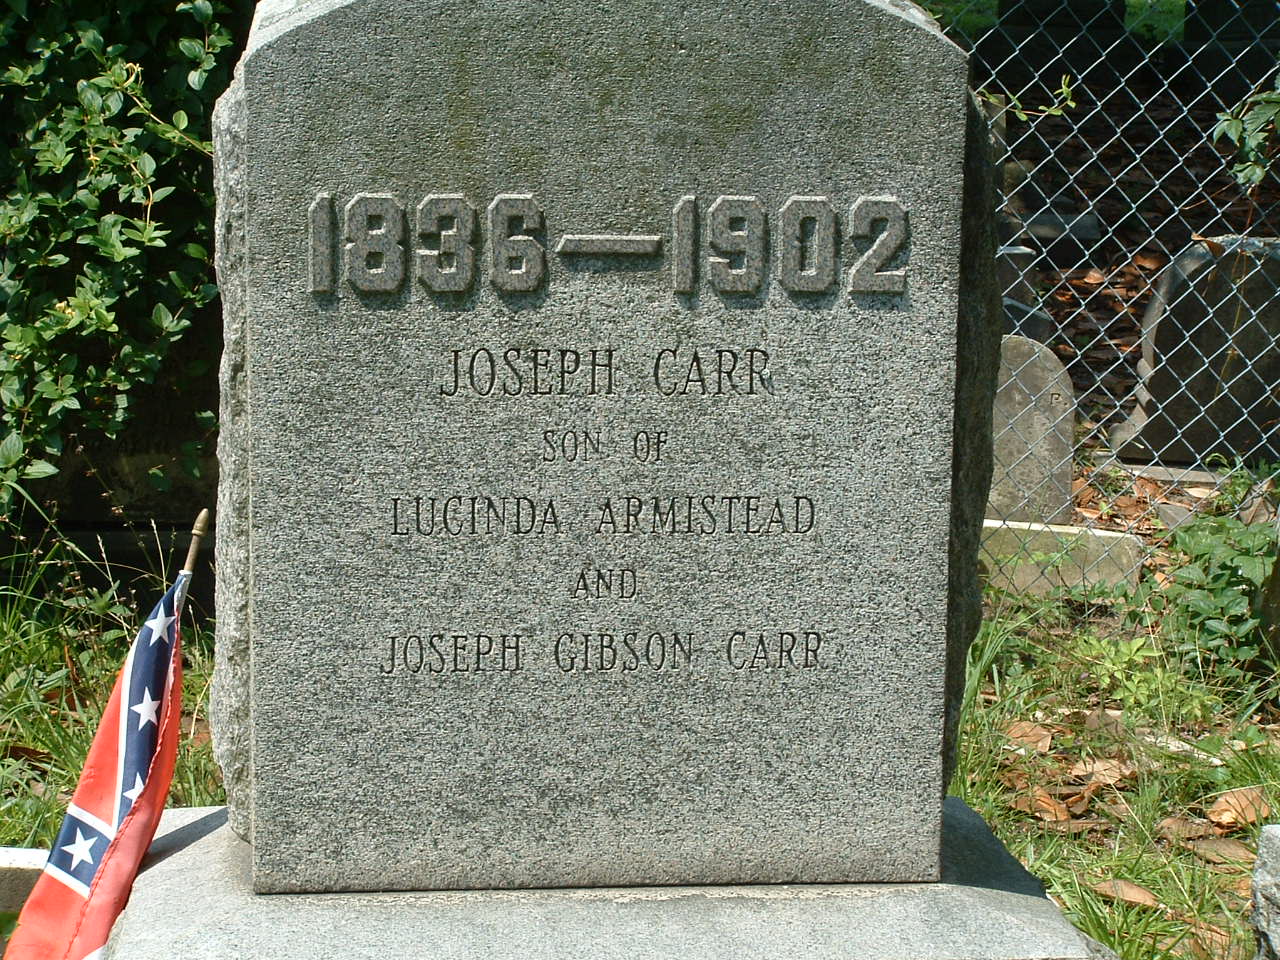 1836–1902
JOSEPH CARR
SON OF
LUCINDA ARMISTEAD
AND
JOSEPH GIBSON CARR